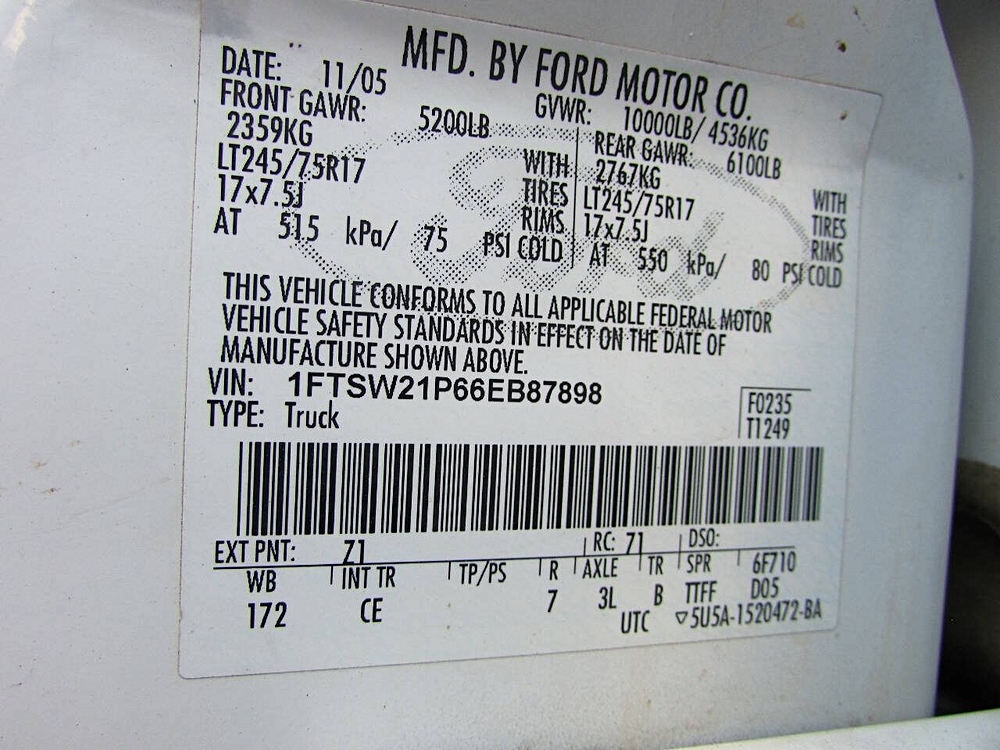 MFD. BY FORD MOTOR CO.
DATE: 11/05 GVWR: 10000LB/ 4536KG
FRONT GAWR: 5200LB REAR GAWR: 6100LB
2359KG WITH 2767KG WITH
LT245/75R17 TIRES LT245/75R17 TIRES
17x7.5J RIMS 17x7.5J RIMS
AT 515 kPa/ 75 PSI COLD AT 550 kPa/ 80 PSI COLD
THIS VEHICLE CONFORMS TO ALL APPLICABLE FEDERAL MOTOR
VEHICLE SAFETY STANDARDS IN EFFECT ON THE DATE OF
MANUFACTURE SHOWN ABOVE.
VIN: 1FTSW21P66EB87898
TYPE: Truck
F0235
T1249
EXT PNT: Z1 RC: 71 DSO:
WB INT TR TP/PS R AXLE TR SPR 6F710
172 CE 7 3L B TTFF D05
UTC ▽5U5A-1520472-BA
Ford